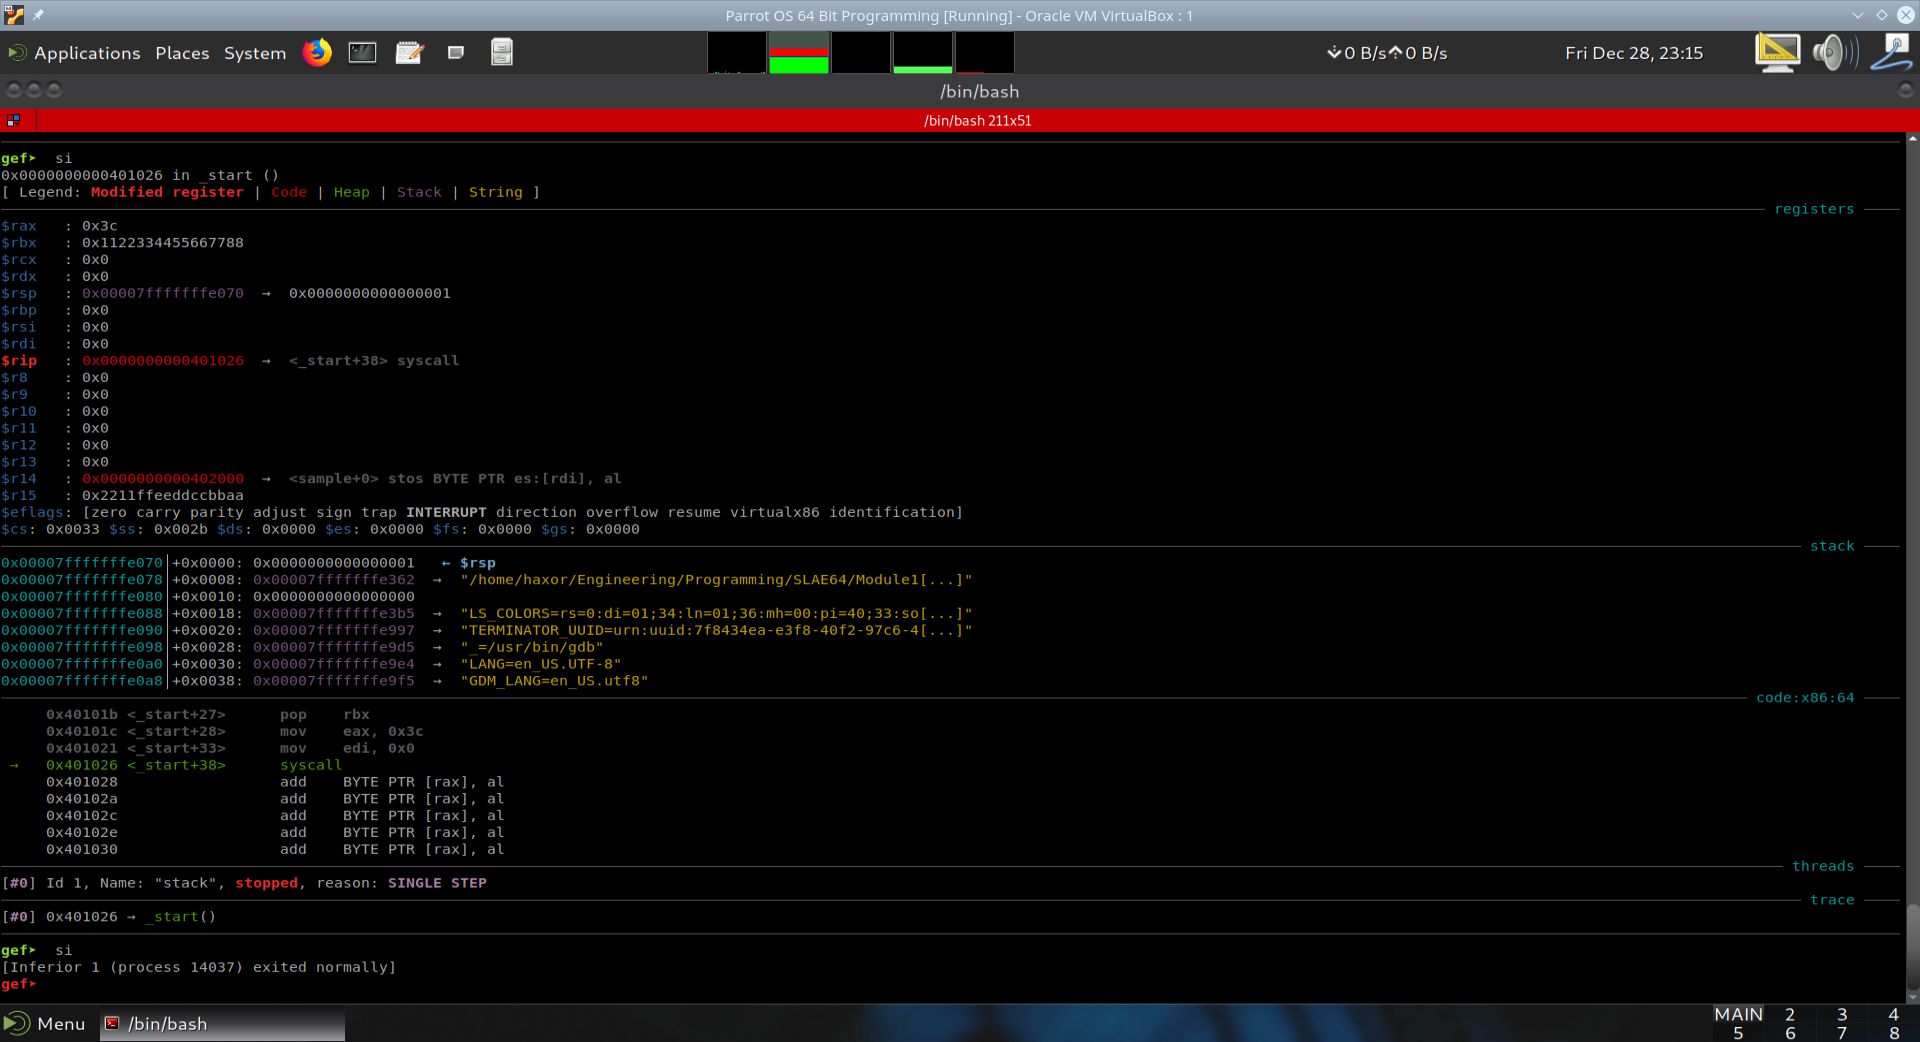 Parrot OS 64 Bit Programming [Running] - Oracle VM VirtualBox : 1
Applications Places System
0 B/s 0 B/s
Fri Dec 28, 23:15
/bin/bash
/bin/bash 211x51
gef➤  si
0x0000000000401026 in _start ()
[ Legend: Modified register | Code | Heap | Stack | String ]
registers
$rax   : 0x3c
$rbx   : 0x1122334455667788
$rcx   : 0x0
$rdx   : 0x0
$rsp   : 0x00007fffffffe070  →  0x0000000000000001
$rbp   : 0x0
$rsi   : 0x0
$rdi   : 0x0
$rip   : 0x0000000000401026  →  <_start+38> syscall
$r8    : 0x0
$r9    : 0x0
$r10   : 0x0
$r11   : 0x0
$r12   : 0x0
$r13   : 0x0
$r14   : 0x0000000000402000  →  <sample+0> stos BYTE PTR es:[rdi], al
$r15   : 0x2211ffeeddccbbaa
$eflags: [zero carry parity adjust sign trap INTERRUPT direction overflow resume virtualx86 identification]
$cs: 0x0033 $ss: 0x002b $ds: 0x0000 $es: 0x0000 $fs: 0x0000 $gs: 0x0000
stack
0x00007fffffffe070│+0x0000: 0x0000000000000001   ← $rsp
0x00007fffffffe078│+0x0008: 0x00007fffffffe362  →  "/home/haxor/Engineering/Programming/SLAE64/Module1[...]"
0x00007fffffffe080│+0x0010: 0x0000000000000000
0x00007fffffffe088│+0x0018: 0x00007fffffffe3b5  →  "LS_COLORS=rs=0:di=01;34:ln=01;36:mh=00:pi=40;33:so[...]"
0x00007fffffffe090│+0x0020: 0x00007fffffffe997  →  "TERMINATOR_UUID=urn:uuid:7f8434ea-e3f8-40f2-97c6-4[...]"
0x00007fffffffe098│+0x0028: 0x00007fffffffe9d5  →  "_=/usr/bin/gdb"
0x00007fffffffe0a0│+0x0030: 0x00007fffffffe9e4  →  "LANG=en_US.UTF-8"
0x00007fffffffe0a8│+0x0038: 0x00007fffffffe9f5  →  "GDM_LANG=en_US.utf8"
code:x86:64
0x40101b <_start+27>      pop    rbx
0x40101c <_start+28>      mov    eax, 0x3c
0x401021 <_start+33>      mov    edi, 0x0
→   0x401026 <_start+38>      syscall
0x401028                  add    BYTE PTR [rax], al
0x40102a                  add    BYTE PTR [rax], al
0x40102c                  add    BYTE PTR [rax], al
0x40102e                  add    BYTE PTR [rax], al
0x401030                  add    BYTE PTR [rax], al
threads
[#0] Id 1, Name: "stack", stopped, reason: SINGLE STEP
trace
[#0] 0x401026 → _start()
gef➤  si
[Inferior 1 (process 14037) exited normally]
gef➤
Menu /bin/bash
MAIN 2 3 4
5 6 7 8